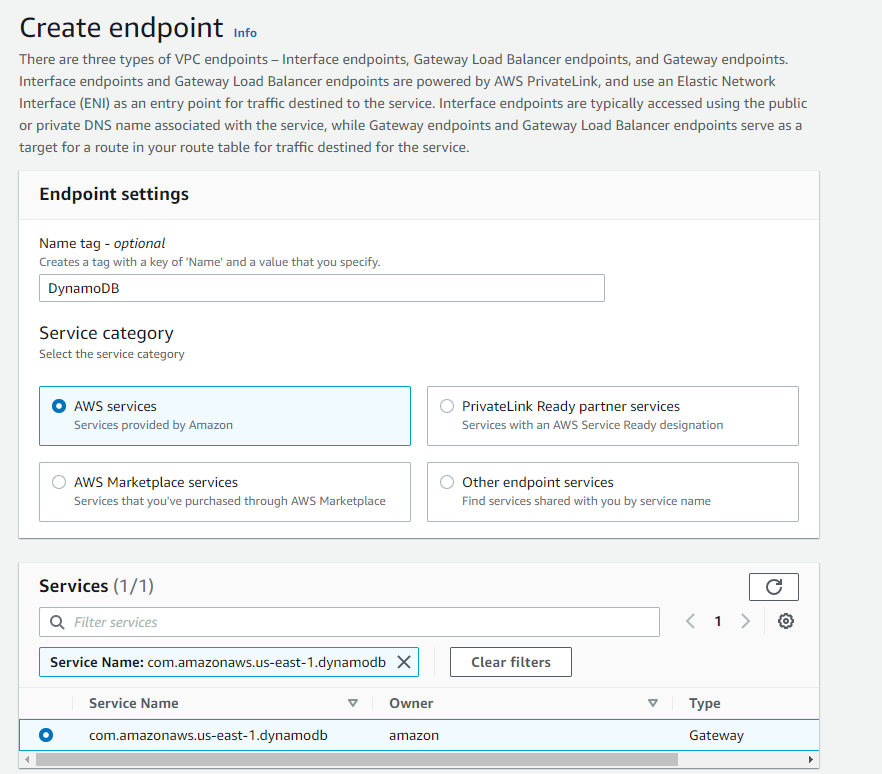 Create endpoint Info
There are three types of VPC endpoints – Interface endpoints, Gateway Load Balancer endpoints, and Gateway endpoints.
Interface endpoints and Gateway Load Balancer endpoints are powered by AWS PrivateLink, and use an Elastic Network
Interface (ENI) as an entry point for traffic destined to the service. Interface endpoints are typically accessed using the public
or private DNS name associated with the service, while Gateway endpoints and Gateway Load Balancer endpoints serve as a
target for a route in your route table for traffic destined for the service.
Endpoint settings
Name tag - optional
Creates a tag with a key of 'Name' and a value that you specify.
DynamoDB
Service category
Select the service category
AWS services
Services provided by Amazon
PrivateLink Ready partner services
Services with an AWS Service Ready designation
AWS Marketplace services
Services that you've purchased through AWS Marketplace
Other endpoint services
Find services shared with you by service name
Services (1/1)
Filter services
1
Service Name: com.amazonaws.us-east-1.dynamodb
Clear filters
Service Name Owner Type
com.amazonaws.us-east-1.dynamodb amazon Gateway